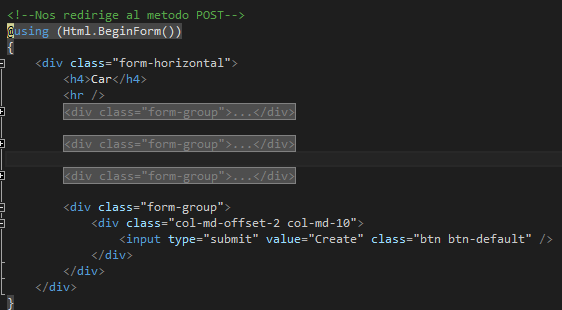 <!--Nos redirige al metodo POST-->
@using (Html.BeginForm())
{
    <div class="form-horizontal">
        <h4>Car</h4>
        <hr />
        <div class="form-group">...</div>
        <div class="form-group">...</div>
        <div class="form-group">...</div>
        <div class="form-group">
            <div class="col-md-offset-2 col-md-10">
                <input type="submit" value="Create" class="btn btn-default" />
            </div>
        </div>
    </div>
}